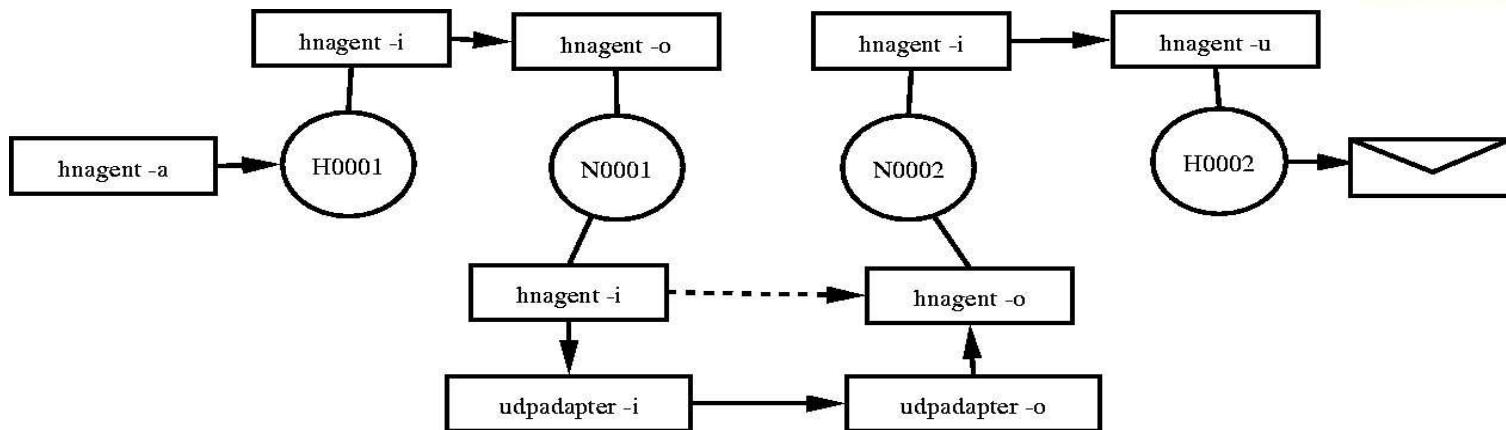 hnagent -i
hnagent -o
hnagent -i
hnagent -u
hnagent -a
H0001
N0001
N0002
H0002
hnagent -i
hnagent -o
udpadapter -i
udpadapter -o